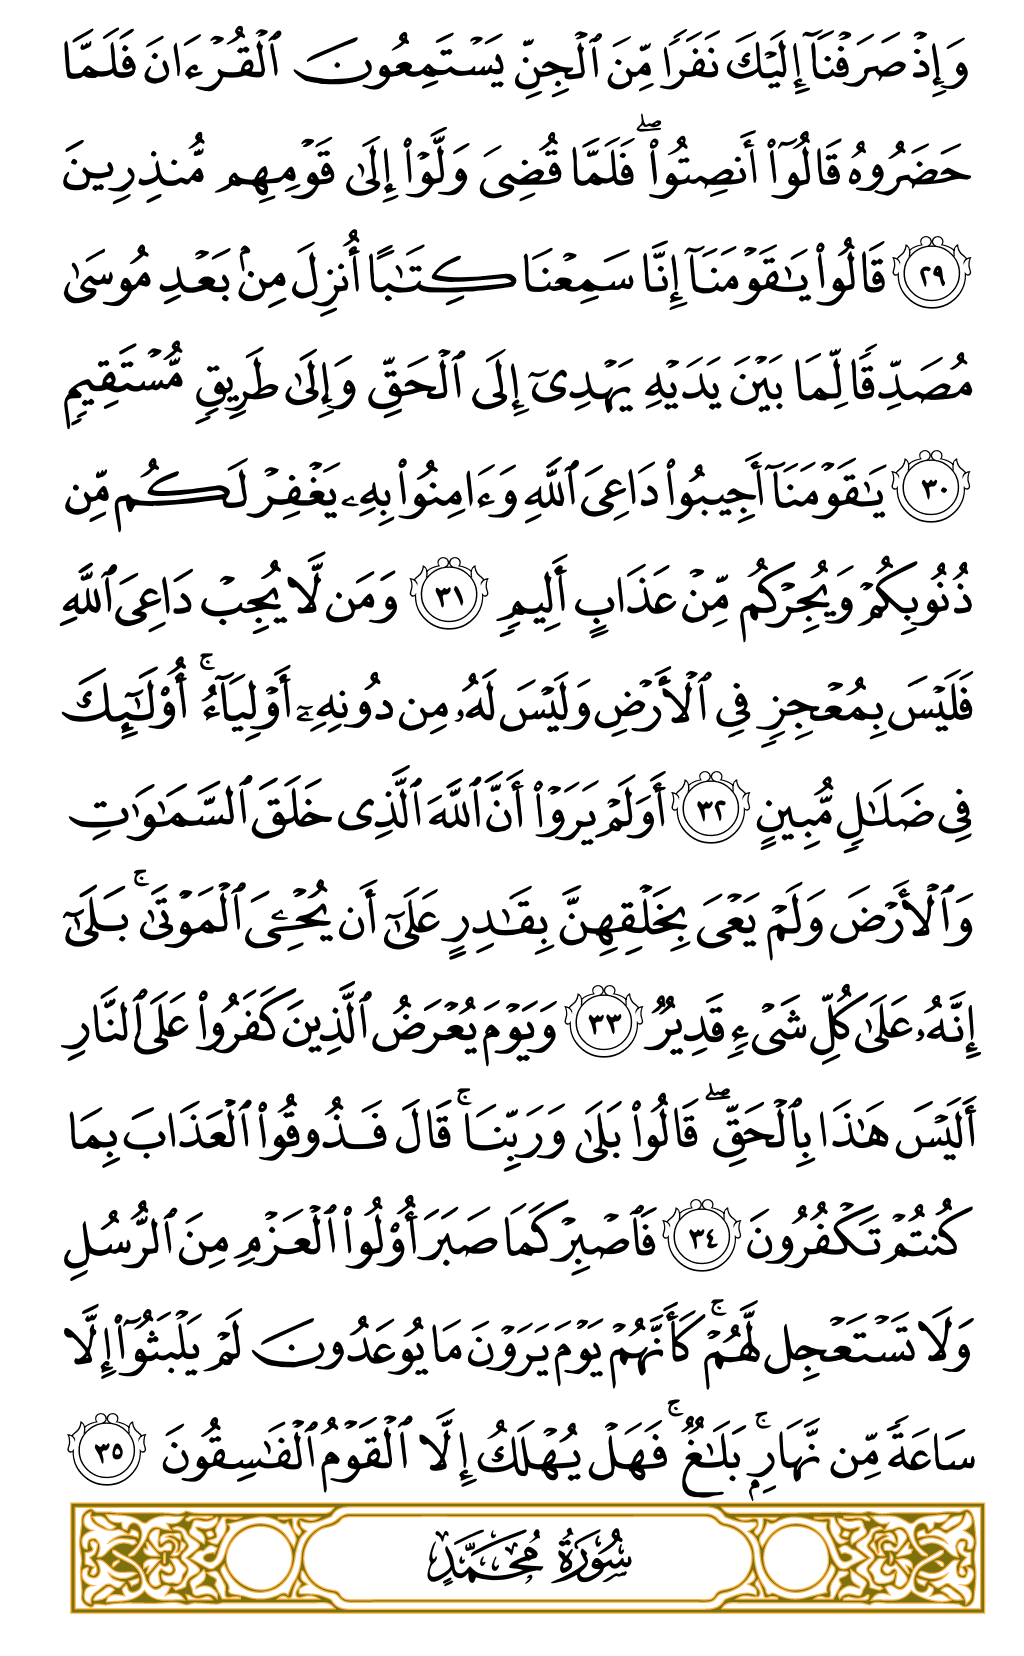 وَإِذْ صَرَفْنَآ إِلَيْكَ نَفَرًا مِّنَ ٱلْجِنِّ يَسْتَمِعُونَ ٱلْقُرْءَانَ فَلَمَّا
حَضَرُوهُ قَالُوٓا۟ أَنصِتُوا۟ ۖ فَلَمَّا قُضِىَ وَلَّوْا۟ إِلَىٰ قَوْمِهِم مُّنذِرِينَ
٢٩ قَالُوا۟ يَـٰقَوْمَنَآ إِنَّا سَمِعْنَا كِتَـٰبًا أُنزِلَ مِنۢ بَعْدِ مُوسَىٰ
مُصَدِّقًا لِّمَا بَيْنَ يَدَيْهِ يَهْدِىٓ إِلَى ٱلْحَقِّ وَإِلَىٰ طَرِيقٍ مُّسْتَقِيمٍ
٣٠ يَـٰقَوْمَنَآ أَجِيبُوا۟ دَاعِىَ ٱللَّهِ وَءَامِنُوا۟ بِهِۦ يَغْفِرْ لَكُم مِّن
ذُنُوبِكُمْ وَيُجِرْكُم مِّنْ عَذَابٍ أَلِيمٍ ٣١ وَمَن لَّا يُجِبْ دَاعِىَ ٱللَّهِ
فَلَيْسَ بِمُعْجِزٍ فِى ٱلْأَرْضِ وَلَيْسَ لَهُۥ مِن دُونِهِۦٓ أَوْلِيَآءُ ۚ أُو۟لَـٰٓئِكَ
فِى ضَلَـٰلٍ مُّبِينٍ ٣٢ أَوَلَمْ يَرَوْا۟ أَنَّ ٱللَّهَ ٱلَّذِى خَلَقَ ٱلسَّمَـٰوَٰتِ
وَٱلْأَرْضَ وَلَمْ يَعْىَ بِخَلْقِهِنَّ بِقَـٰدِرٍ عَلَىٰٓ أَن يُحْـِۧىَ ٱلْمَوْتَىٰ ۚ بَلَىٰٓ
إِنَّهُۥ عَلَىٰ كُلِّ شَىْءٍ قَدِيرٌ ٣٣ وَيَوْمَ يُعْرَضُ ٱلَّذِينَ كَفَرُوا۟ عَلَى ٱلنَّارِ
أَلَيْسَ هَـٰذَا بِٱلْحَقِّ ۖ قَالُوا۟ بَلَىٰ وَرَبِّنَا ۚ قَالَ فَذُوقُوا۟ ٱلْعَذَابَ بِمَا
كُنتُمْ تَكْفُرُونَ ٣٤ فَٱصْبِرْ كَمَا صَبَرَ أُو۟لُوا۟ ٱلْعَزْمِ مِنَ ٱلرُّسُلِ
وَلَا تَسْتَعْجِل لَّهُمْ ۚ كَأَنَّهُمْ يَوْمَ يَرَوْنَ مَا يُوعَدُونَ لَمْ يَلْبَثُوٓا۟ إِلَّا
سَاعَةً مِّن نَّهَارٍۭ ۚ بَلَـٰغٌ ۚ فَهَلْ يُهْلَكُ إِلَّا ٱلْقَوْمُ ٱلْفَـٰسِقُونَ ٣٥
سُورَةُ مُحَمَّدٍ